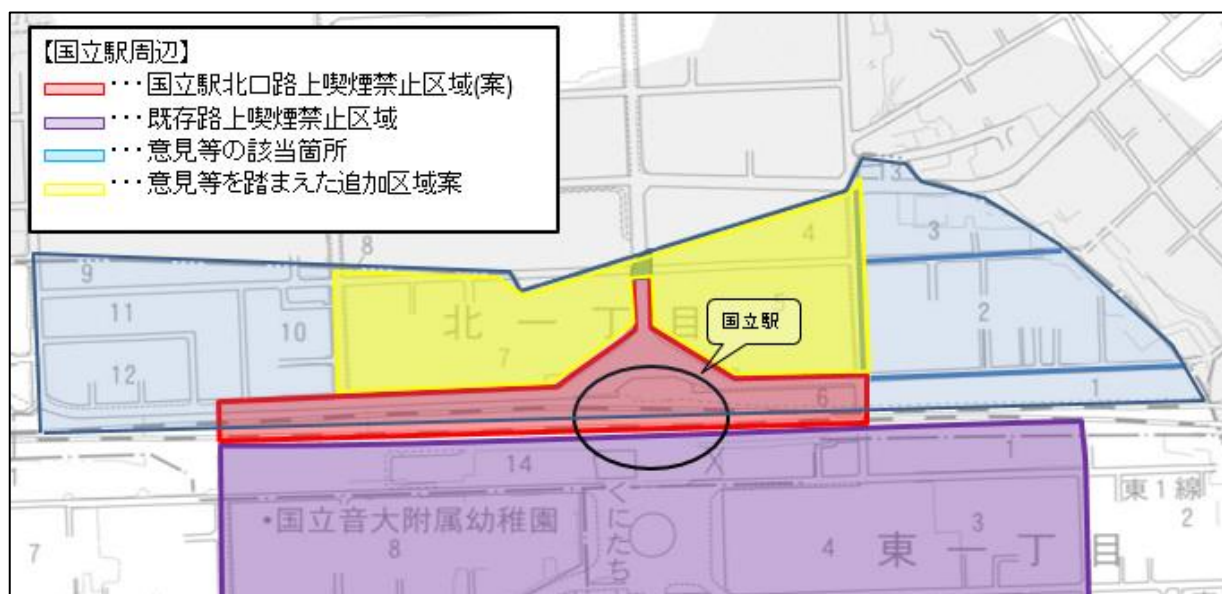 【国立駅周辺】
・・・国立駅北口路上喫煙禁止区域(案)
・・・既存路上喫煙禁止区域
・・・意見等の該当箇所
・・・意見等を踏まえた追加区域案
13
8
4
3
9
11
10
北一丁目
5
2
国立駅
7
12
6
1
14
1
東1線
2
・国立音大附属幼稚園
くにたち
3
7
8
4
東一丁目